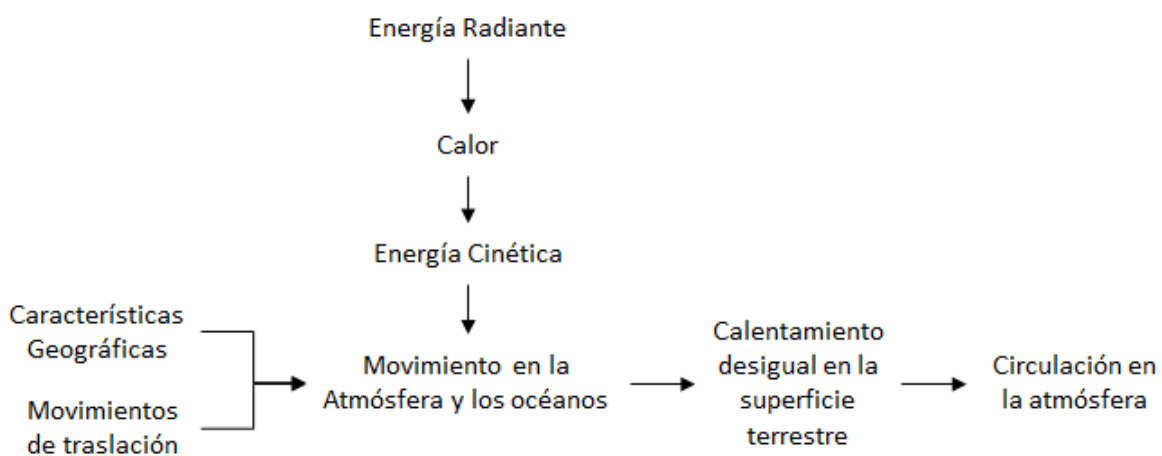 Energía Radiante
Calor
Energía Cinética
Características
Geográficas
Movimientos
de traslación
Movimiento en la
Atmósfera y los océanos
Calentamiento
desigual en la
superficie
terrestre
Circulación en
la atmósfera